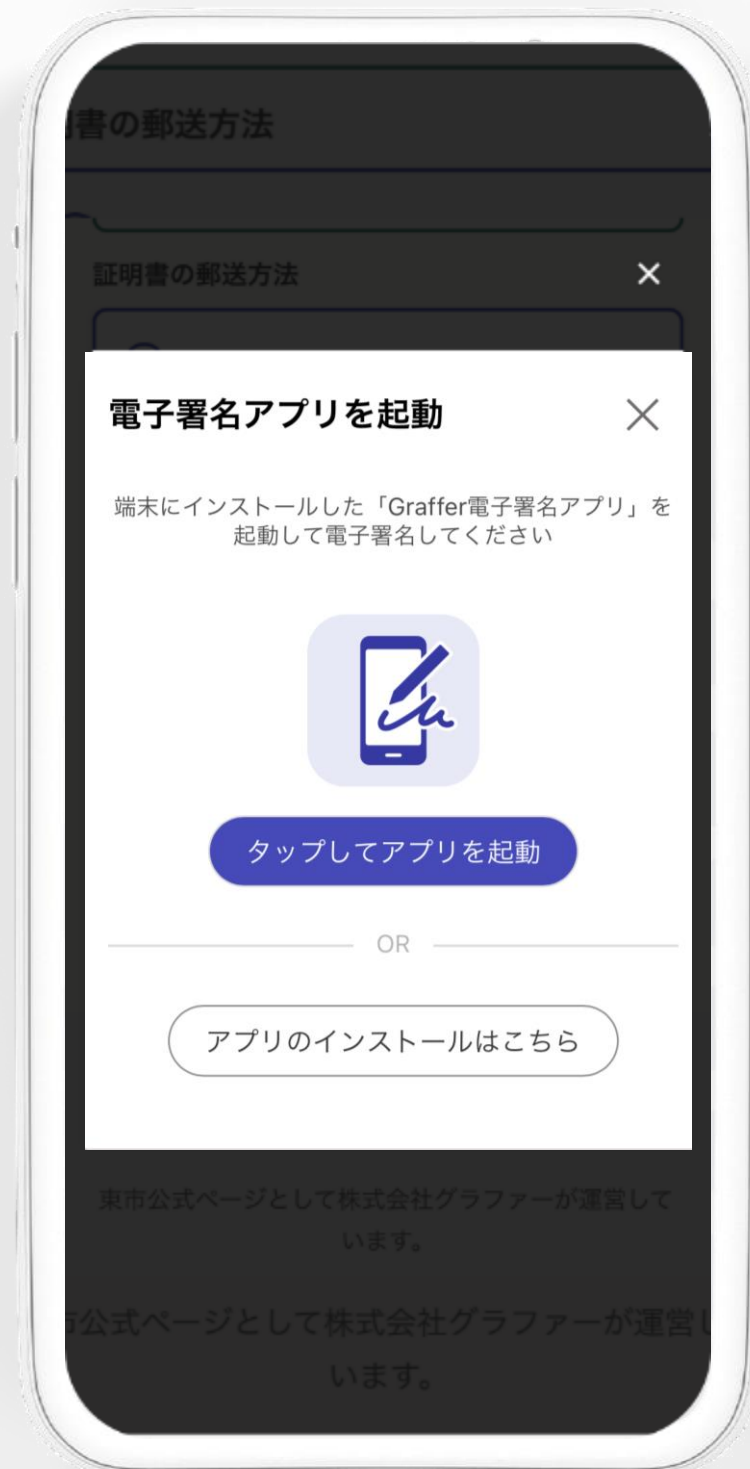 書の郵送方法
証明書の郵送方法
電子署名アプリを起動
端末にインストールした「Graffer電子署名アプリ」を
起動して電子署名してください
タップしてアプリを起動
OR
アプリのインストールはこちら
東市公式ページとして株式会社グラファーが運営して
います。
市公式ページとして株式会社グラファーが運営し
います。